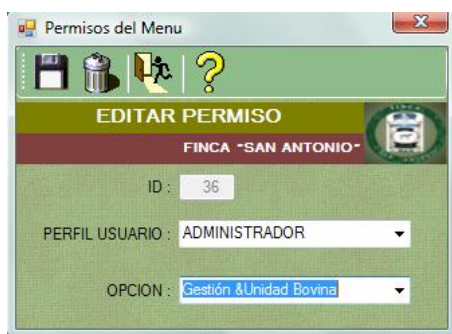 Permisos del Menu
EDITAR PERMISO
FINCA "SAN ANTONIO"
ID : 36
PERFIL USUARIO : ADMINISTRADOR
OPCION : Gestión &Unidad Bovina